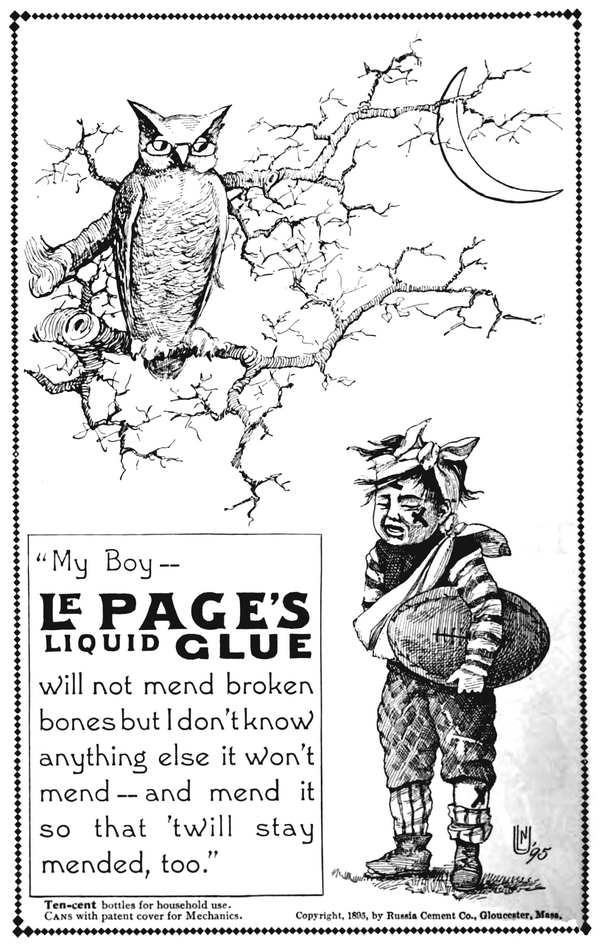 “My Boy--
LE PAGE'S
LIQUID GLUE
will not mend broken
bones but I don't know
anything else it won't
mend -- and mend it
so that 'twill stay
mended, too.”
'95
Ten-cent bottles for household use.
CANS with patent cover for Mechanics.
Copyright, 1895, by Russia Cement Co., Gloucester, Mass.